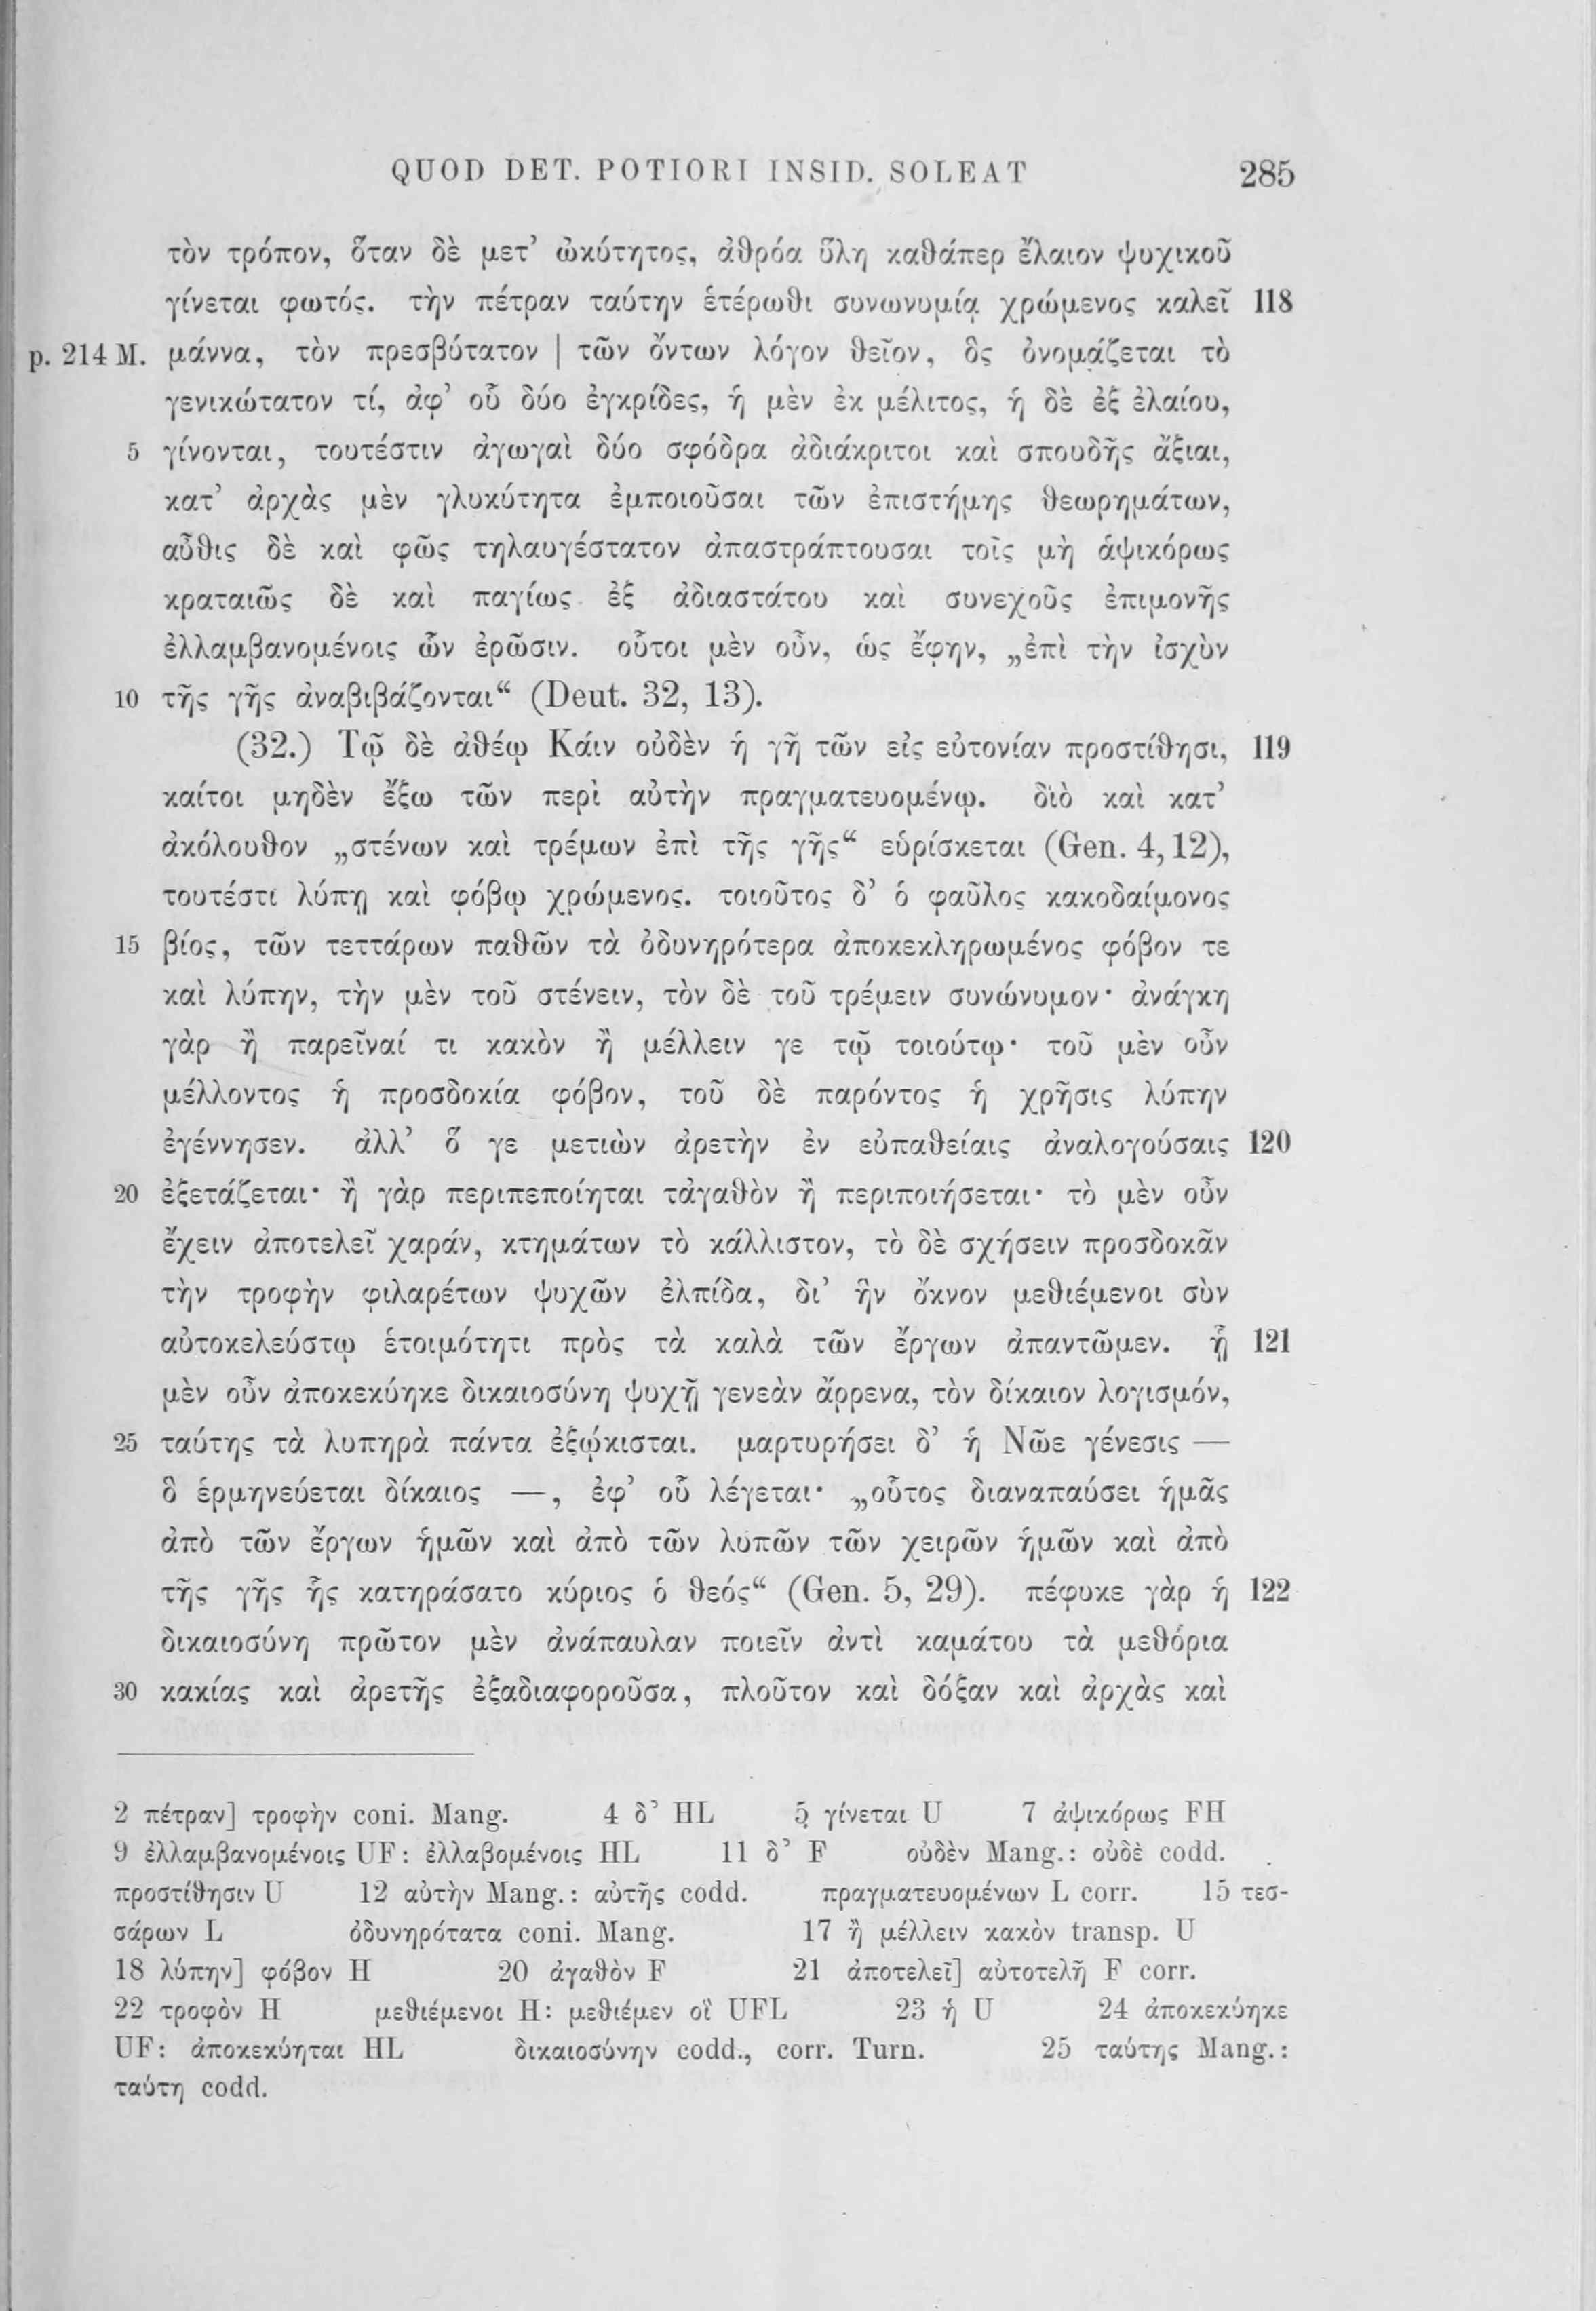 QUOD DET. POTIORI INSID. SOLEAT 285
τὸν τρόπον, ὅταν δὲ μετ’ ὠκύτητος, ἀθρόα ὕλη καθάπερ ἔλαιον ψυχικοῦ
γίνεται φωτός. τὴν πέτραν ταύτην ἑτέρωθι συνωνυμίᾳ χρώμενος καλεῖ 118
p. 214 M. μάννα, τὸν πρεσβύτατον | τῶν ὄντων λόγον θεῖον, ὃς ὀνομάζεται τὸ
γενικώτατον τί, ἀφ’ οὗ δύο ἐγκρίδες, ἡ μὲν ἐκ μέλιτος, ἡ δὲ ἐξ ἐλαίου,
5 γίνονται, τουτέστιν ἀγωγαὶ δύο σφόδρα ἀδιάκριτοι καὶ σπουδῆς ἄξιαι,
κατ’ ἀρχὰς μὲν γλυκύτητα ἐμποιοῦσαι τῶν ἐπιστήμης θεωρημάτων,
αὖθις δὲ καὶ φῶς τηλαυγέστατον ἀπαστράπτουσαι τοῖς μὴ ἁψικόρως
κραταιῶς δὲ καὶ παγίως ἐξ ἀδιαστάτου καὶ συνεχοῦς ἐπιμονῆς
ἐλλαμβανομένοις ὧν ἐρῶσιν. οὗτοι μὲν οὖν, ὡς ἔφην, „ἐπὶ τὴν ἰσχὺν
10 τῆς γῆς ἀναβιβάζονται“ (Deut. 32, 13).
(32.) Τῷ δὲ ἀθέῳ Κάιν οὐδὲν ἡ γῆ τῶν εἰς εὐτονίαν προστίθησι, 119
καίτοι μηδὲν ἔξω τῶν περὶ αὐτὴν πραγματευομένῳ. διὸ καὶ κατ’
ἀκόλουθον „στένων καὶ τρέμων ἐπὶ τῆς γῆς“ εὑρίσκεται (Gen. 4, 12),
τουτέστι λύπῃ καὶ φόβῳ χρώμενος. τοιοῦτος δ’ ὁ φαῦλος κακοδαίμονος
15 βίος, τῶν τεττάρων παθῶν τὰ ὀδυνηρότερα ἀποκεκληρωμένος φόβον τε
καὶ λύπην, τὴν μὲν τοῦ στένειν, τὸν δὲ τοῦ τρέμειν συνώνυμον· ἀνάγκη
γὰρ ἢ παρεῖναί τι κακὸν ἢ μέλλειν γε τῷ τοιούτῳ· τοῦ μὲν οὖν
μέλλοντος ἡ προσδοκία φόβον, τοῦ δὲ παρόντος ἡ χρῆσις λύπην
ἐγέννησεν. ἀλλ’ ὅ γε μετιὼν ἀρετὴν ἐν εὐπαθείαις ἀναλογούσαις 120
20 ἐξετάζεται· ἢ γὰρ περιπεποίηται τἀγαθὸν ἢ περιποιήσεται· τὸ μὲν οὖν
ἔχειν ἀποτελεῖ χαράν, κτημάτων τὸ κάλλιστον, τὸ δὲ σχήσειν προσδοκᾶν
τὴν τροφὴν φιλαρέτων ψυχῶν ἐλπίδα, δι’ ἣν ὄκνον μεθιέμενοι σὺν
αὐτοκελεύστῳ ἑτοιμότητι πρὸς τὰ καλὰ τῶν ἔργων ἀπαντῶμεν. ᾗ 121
μὲν οὖν ἀποκεκύηκε δικαιοσύνη ψυχῇ γενεὰν ἄρρενα, τὸν δίκαιον λογισμόν,
25 ταύτης τὰ λυπηρὰ πάντα ἐξῴκισται. μαρτυρήσει δ’ ἡ Νῶε γένεσις —
ὃ ἑρμηνεύεται δίκαιος —, ἐφ’ οὗ λέγεται· „οὗτος διαναπαύσει ἡμᾶς
ἀπὸ τῶν ἔργων ἡμῶν καὶ ἀπὸ τῶν λυπῶν τῶν χειρῶν ἡμῶν καὶ ἀπὸ
τῆς γῆς ἧς κατηράσατο κύριος ὁ θεός“ (Gen. 5, 29). πέφυκε γὰρ ἡ 122
δικαιοσύνη πρῶτον μὲν ἀνάπαυλαν ποιεῖν ἀντὶ καμάτου τὰ μεθόρια
30 κακίας καὶ ἀρετῆς ἐξαδιαφοροῦσα, πλοῦτον καὶ δόξαν καὶ ἀρχὰς καὶ
2 πέτραν] τροφὴν coni. Mang. 4 δ’ HL 5 γίνεται U 7 ἀψικόρως FH
9 ἐλλαμβανομένοις UF: ἐλλαβομένοις HL 11 δ’ F οὐδὲν Mang.: οὐδὲ codd.
προστίθησιν U 12 αὐτὴν Mang.: αὐτῆς codd. πραγματευομένων L corr. 15 τεσ-
σάρων L ὀδυνηρότατα coni. Mang. 17 ἢ μέλλειν κακὸν transp. U
18 λύπην] φόβον H 20 ἀγαθὸν F 21 ἀποτελεῖ] αὐτοτελῆ F corr.
22 τροφὸν H μεθιέμενοι H: μεθιέμεν οἳ UFL 23 ἡ U 24 ἀποκεκύηκε
UF: ἀποκεκύηται HL δικαιοσύνην codd., corr. Turn. 25 ταύτης Mang.:
ταύτη codd.